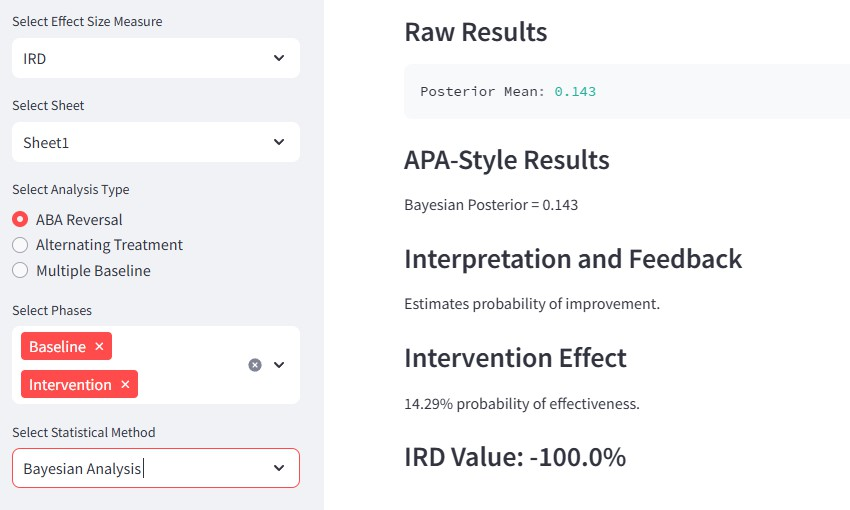 Select Effect Size Measure
IRD
Select Sheet
Sheet1
Select Analysis Type
ABA Reversal
Alternating Treatment
Multiple Baseline
Select Phases
Baseline ×
Intervention ×
Select Statistical Method
Bayesian Analysis
Raw Results
Posterior Mean: 0.143
APA-Style Results
Bayesian Posterior = 0.143
Interpretation and Feedback
Estimates probability of improvement.
Intervention Effect
14.29% probability of effectiveness.
IRD Value: -100.0%